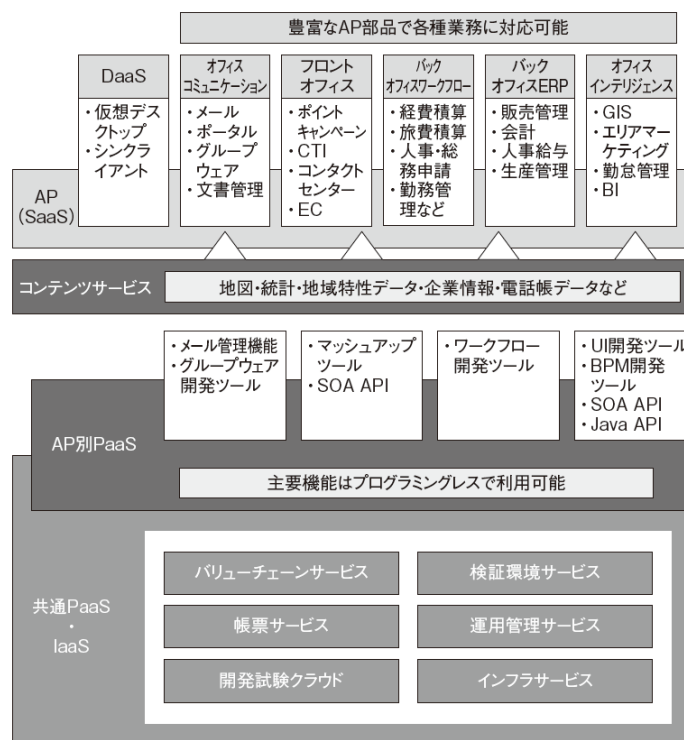 豊富なAP部品で各種業務に対応可能
DaaS
・仮想デス
クトップ
・シンクラ
イアント
オフィス
コミュニケーション
・メール
・ポータル
・グループ
ウェア
・文書管理
フロント
オフィス
・ポイント
キャンペーン
・CTI
・コンタクト
センター
・EC
バック
オフィスワークフロー
・経費積算
・旅費積算
・人事・総
務申請
・勤務管
理など
バック
オフィスERP
・販売管理
・会計
・人事給与
・生産管理
オフィス
インテリジェンス
・GIS
・エリアマー
ケティング
・勤怠管理
・BI
AP
（SaaS）
コンテンツサービス
地図・統計・地域特性データ・企業情報・電話帳データなど
・メール管理機能
・グループウェア
開発ツール
・マッシュアップ
ツール
・SOA API
・ワークフロー
開発ツール
・UI開発ツール
・BPM開発
ツール
・SOA API
・Java API
AP別PaaS
主要機能はプログラミングレスで利用可能
共通PaaS
・
IaaS
バリューチェーンサービス
検証環境サービス
帳票サービス
運用管理サービス
開発試験クラウド
インフラサービス